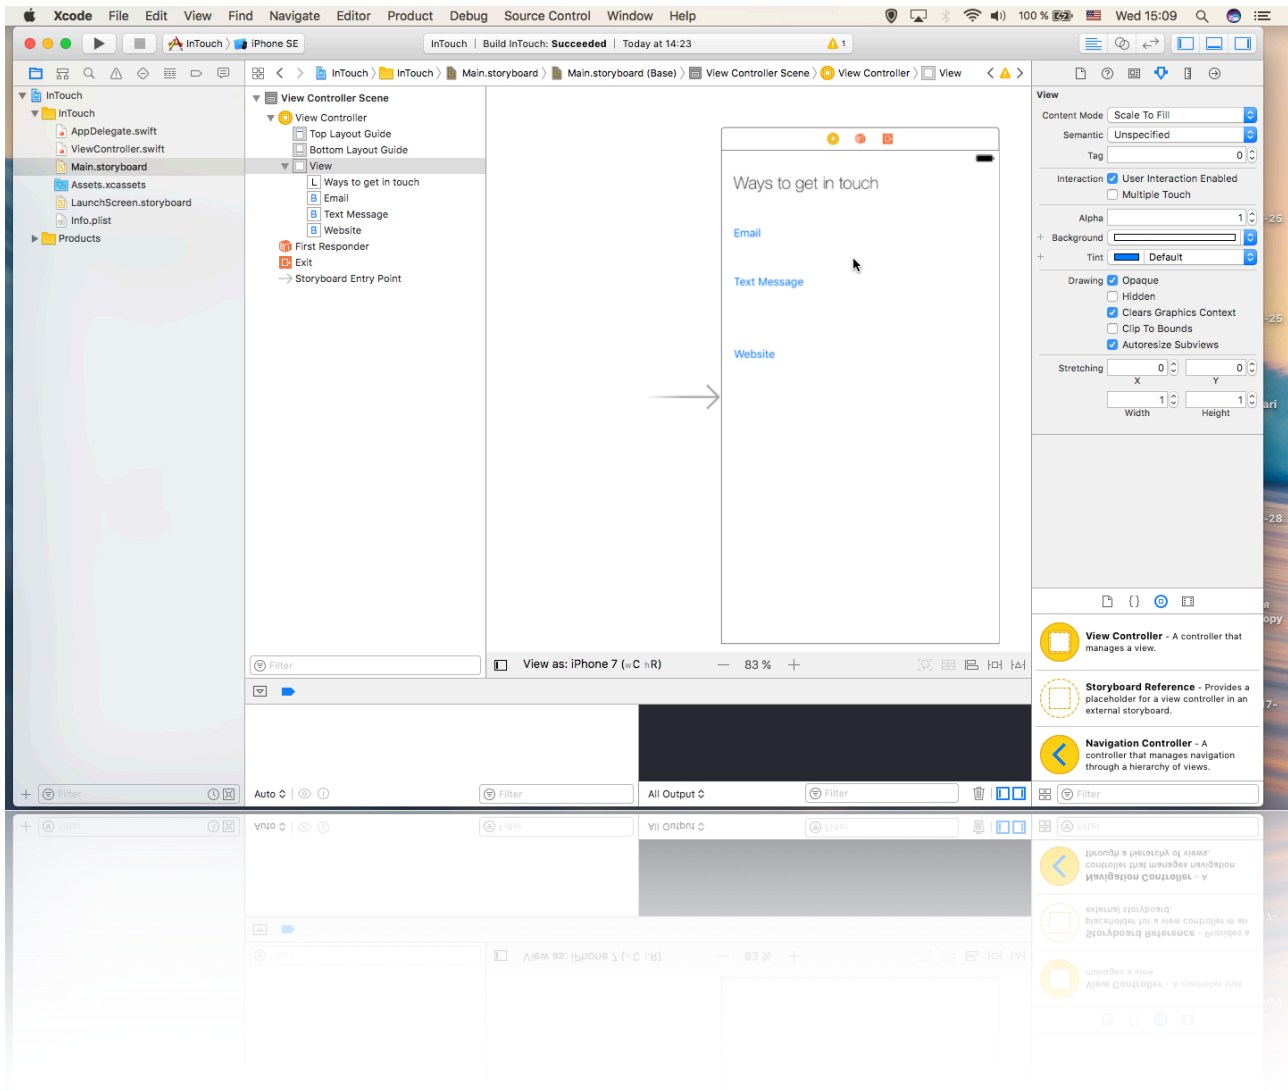 Xcode File Edit View Find Navigate Editor Product Debug Source Control Window Help 100 % Wed 15:09
InTouch iPhone SE InTouch | Build InTouch: Succeeded | Today at 14:23 1
InTouch InTouch Main.storyboard Main.storyboard (Base) View Controller Scene View Controller View
InTouch
InTouch
AppDelegate.swift
ViewController.swift
Main.storyboard
Assets.xcassets
LaunchScreen.storyboard
Info.plist
Products
Filter
View Controller Scene
View Controller
Top Layout Guide
Bottom Layout Guide
View
L Ways to get in touch
B Email
B Text Message
B Website
First Responder
Exit
Storyboard Entry Point
Filter
Ways to get in touch
Email
Text Message
Website
View as: iPhone 7 (wC hR) — 83 % +
Auto Filter
All Output Filter
View
Content Mode Scale To Fill
Semantic Unspecified
Tag 0
Interaction User Interaction Enabled
Multiple Touch
Alpha 1
Background
Tint Default
Drawing Opaque
Hidden
Clears Graphics Context
Clip To Bounds
Autoresize Subviews
Stretching 0 0
X Y
1 1
Width Height
View Controller - A controller that
manages a view.
Storyboard Reference - Provides a
placeholder for a view controller in an
external storyboard.
Navigation Controller - A
controller that manages navigation
through a hierarchy of views.
Filter
-25
-25
ari
-28
opy
7-